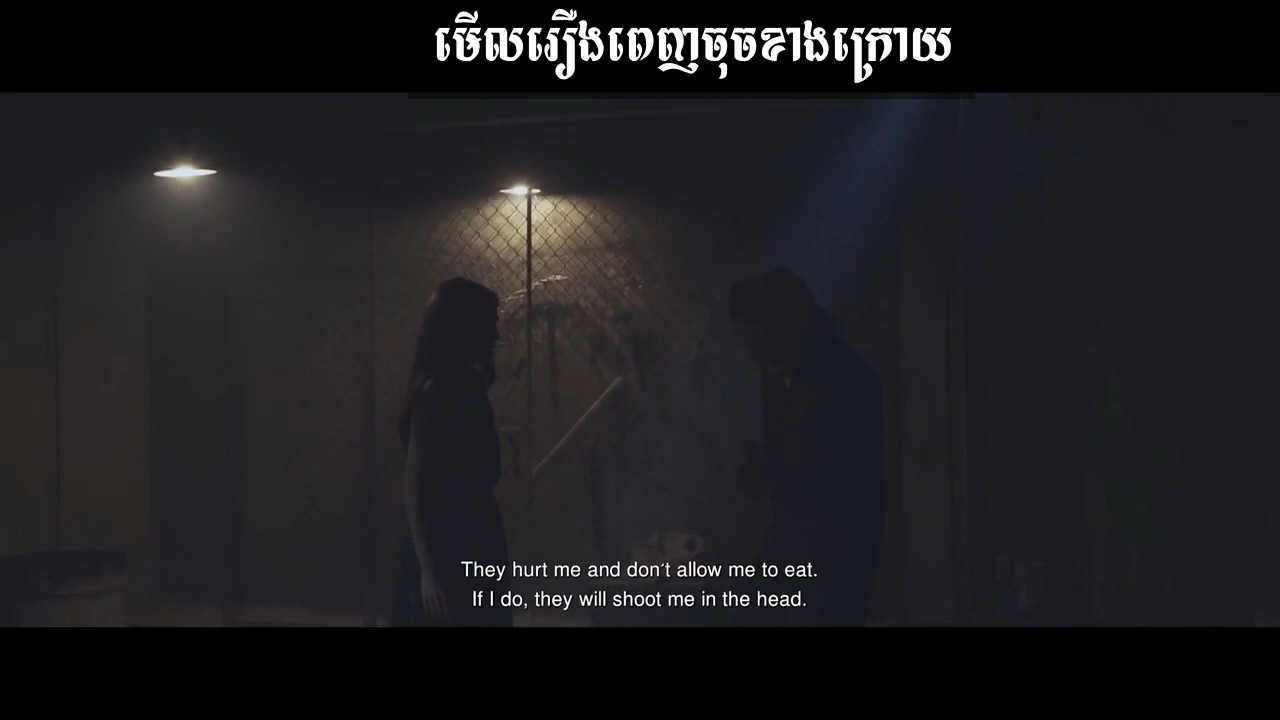 មើលរឿងពេញចុចខាងក្រោយ
They hurt me and don't allow me to eat.
If I do, they will shoot me in the head.